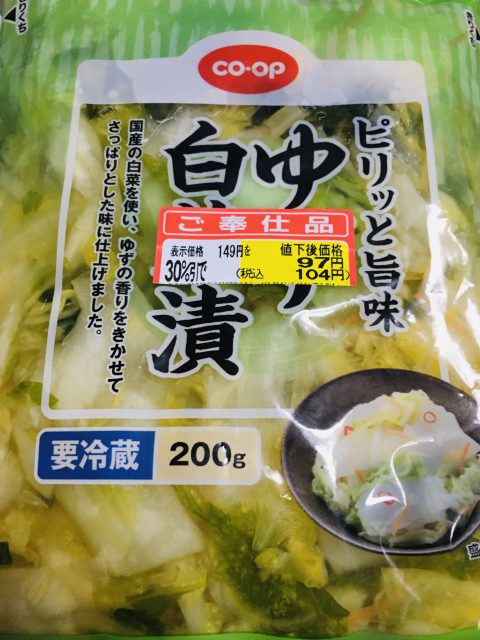 co·op
ピリッと旨味
ゆ
白 漬
国産の白菜を使い、ゆずの香りをきかせて
さっぱりとした味に仕上げました。
ご奉仕品
表示価格 149円を
30%引で
値下後価格
97円
(税込 104円)
要冷蔵
200g